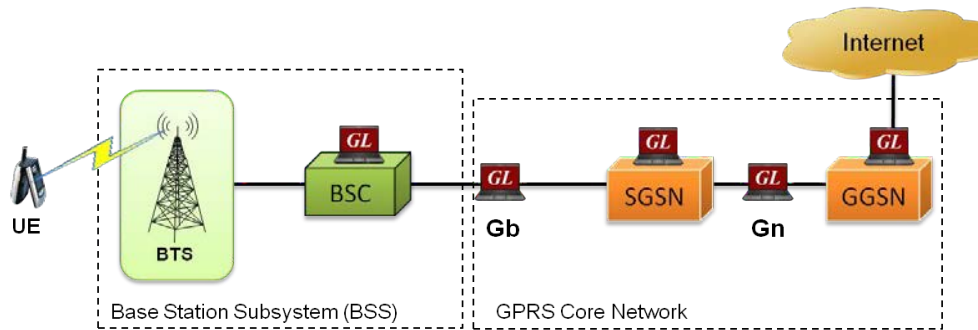 Internet
GL
GL
GL
GL
GL
BSC
SGSN
GGSN
UE
BTS
Gb
Gn
Base Station Subsystem (BSS)
GPRS Core Network